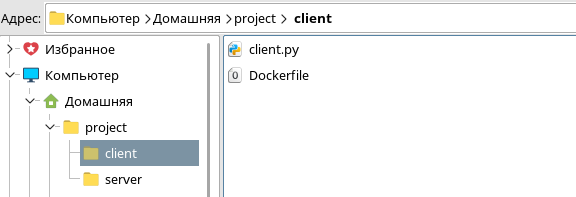 Адрес: Компьютер Домашняя project client
Избранное
Компьютер
Домашняя
project
client
server
client.py
Dockerfile